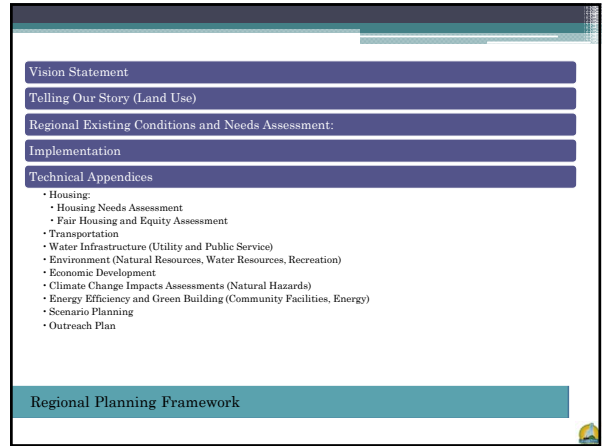 Vision Statement
Telling Our Story (Land Use)
Regional Existing Conditions and Needs Assessment:
Implementation
Technical Appendices
• Housing:
• Housing Needs Assessment
• Fair Housing and Equity Assessment
• Transportation
• Water Infrastructure (Utility and Public Service)
• Environment (Natural Resources, Water Resources, Recreation)
• Economic Development
• Climate Change Impacts Assessments (Natural Hazards)
• Energy Efficiency and Green Building (Community Facilities, Energy)
• Scenario Planning
• Outreach Plan
Regional Planning Framework